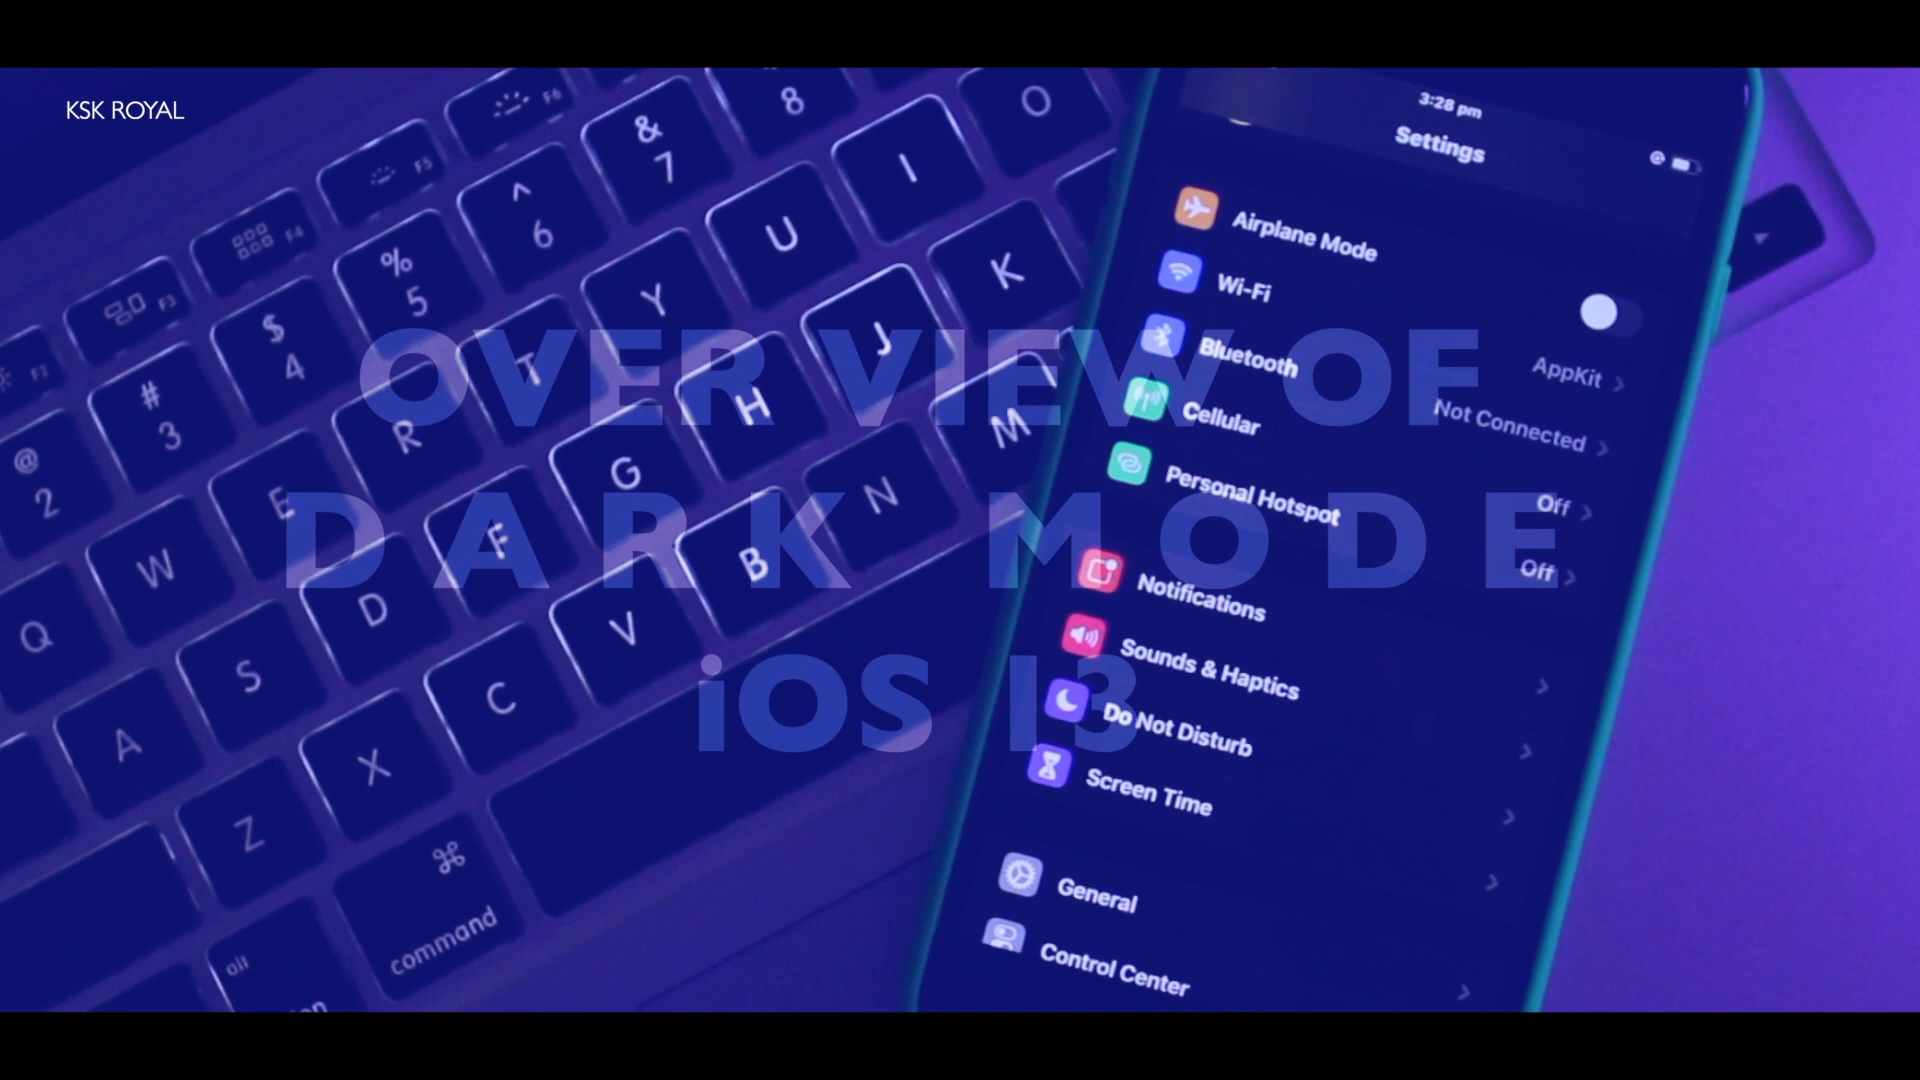 KSK ROYAL
OVER VIEW OF
DARK MODE
iOS 13
3:28 pm
Settings
Airplane Mode
Wi-Fi
AppKit
Bluetooth
Not Connected
Cellular
Off
Personal Hotspot
Off
Notifications
Sounds & Haptics
Do Not Disturb
Screen Time
General
Control Center
F2 F3 F4 F5 F6
@ 2 # 3 $ 4 % 5 ^ 6 & 7 8
Q W E R T Y U I O
A S D F G H J K
Z X C V B N M
alt
⌘
command